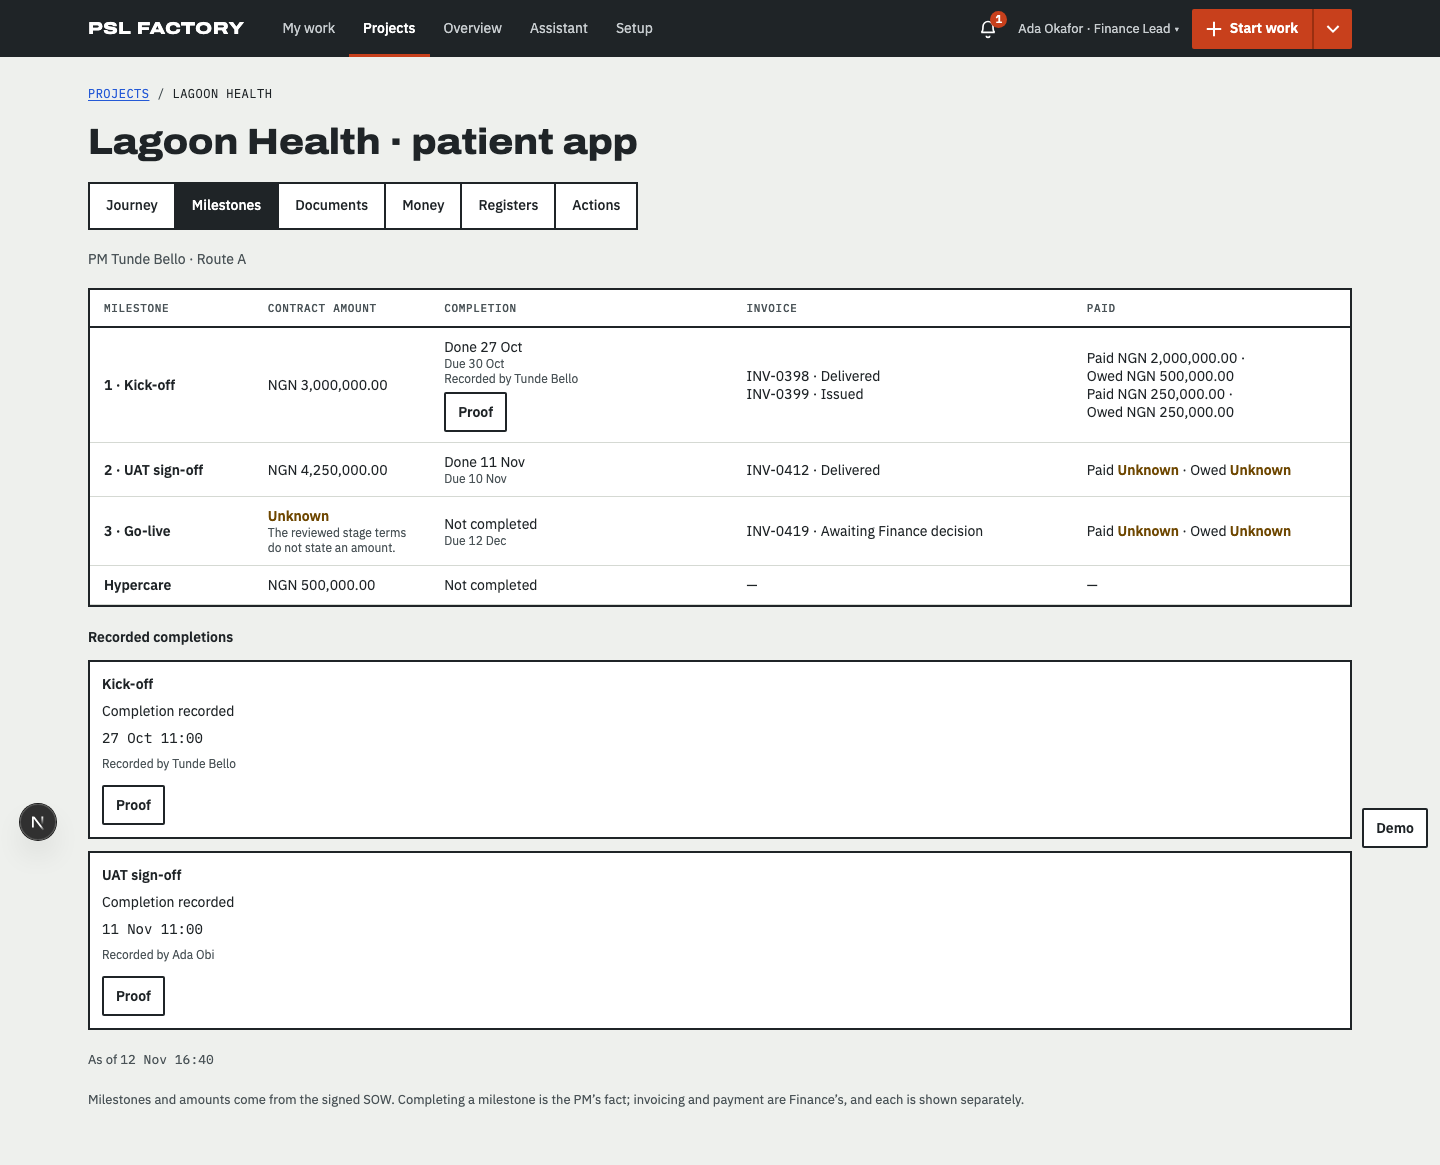 PSL FACTORY
My work
Projects
Overview
Assistant
Setup
1
Ada Okafor · Finance Lead ▾
Start work
PROJECTS / LAGOON HEALTH
Lagoon Health · patient app
Journey
Milestones
Documents
Money
Registers
Actions
PM Tunde Bello · Route A
MILESTONE
CONTRACT AMOUNT
COMPLETION
INVOICE
PAID
1 · Kick-off
NGN 3,000,000.00
Done 27 Oct
Due 30 Oct
Recorded by Tunde Bello
Proof
INV-0398 · Delivered
INV-0399 · Issued
Paid NGN 2,000,000.00 ·
Owed NGN 500,000.00
Paid NGN 250,000.00 ·
Owed NGN 250,000.00
2 · UAT sign-off
NGN 4,250,000.00
Done 11 Nov
Due 10 Nov
INV-0412 · Delivered
Paid Unknown · Owed Unknown
3 · Go-live
Unknown
The reviewed stage terms
do not state an amount.
Not completed
Due 12 Dec
INV-0419 · Awaiting Finance decision
Paid Unknown · Owed Unknown
Hypercare
NGN 500,000.00
Not completed
—
—
Recorded completions
Kick-off
Completion recorded
27 Oct 11:00
Recorded by Tunde Bello
Proof
N
Demo
UAT sign-off
Completion recorded
11 Nov 11:00
Recorded by Ada Obi
Proof
As of 12 Nov 16:40
Milestones and amounts come from the signed SOW. Completing a milestone is the PM’s fact; invoicing and payment are Finance’s, and each is shown separately.